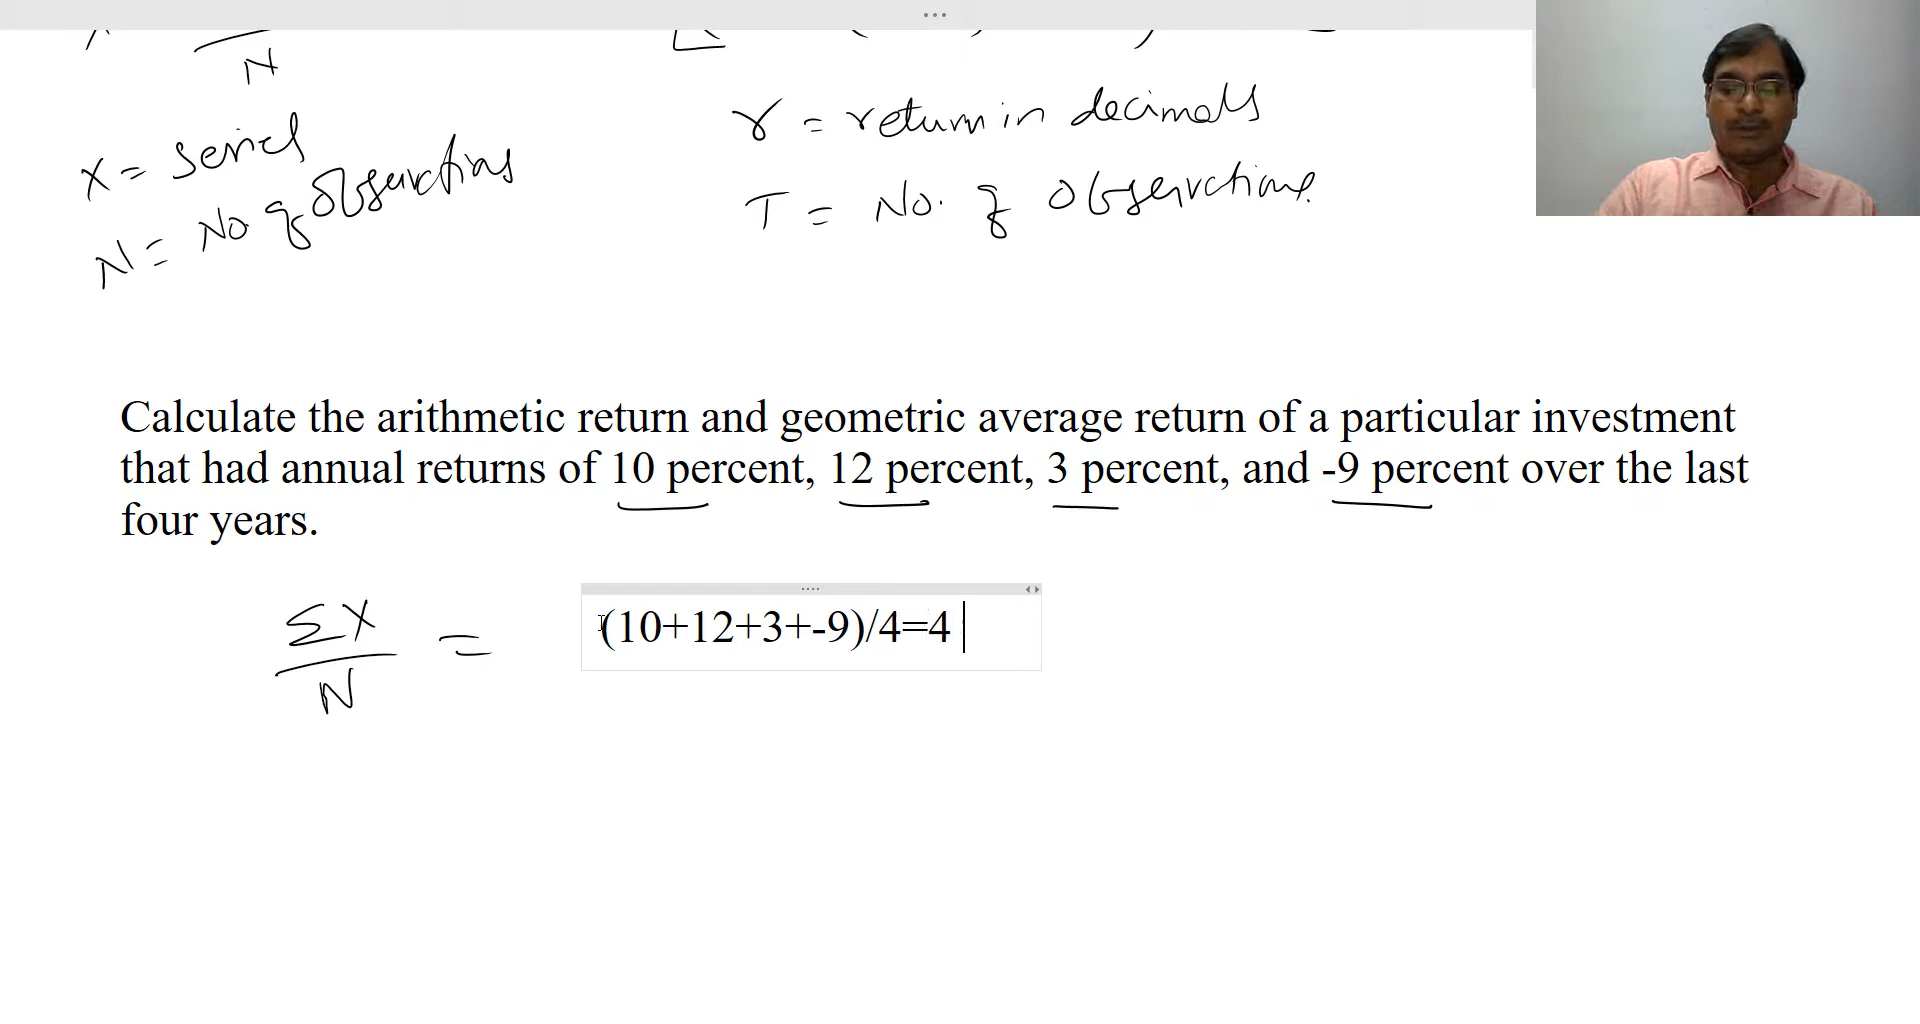 N
X = Series
N = No of Observations
r = return in decimals
T = No. of Observations.
Calculate the arithmetic return and geometric average return of a particular investment
that had annual returns of 10 percent, 12 percent, 3 percent, and -9 percent over the last
four years.
ΣX
N
=
(10+12+3+-9)/4=4